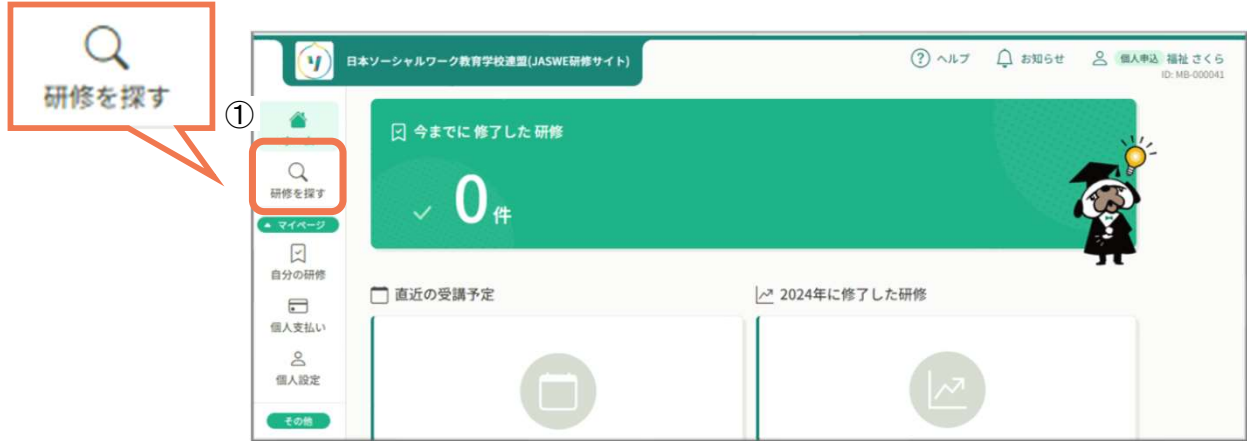 研修を探す
①
ソ
日本ソーシャルワーク教育学校連盟(JASWE研修サイト)
? ヘルプ
お知らせ
個人申込 福祉 さくら
ID: MB-000041
研修を探す
マイページ
自分の研修
個人支払い
個人設定
その他
今までに 修了した 研修
0 件
直近の受講予定
2024年に修了した研修